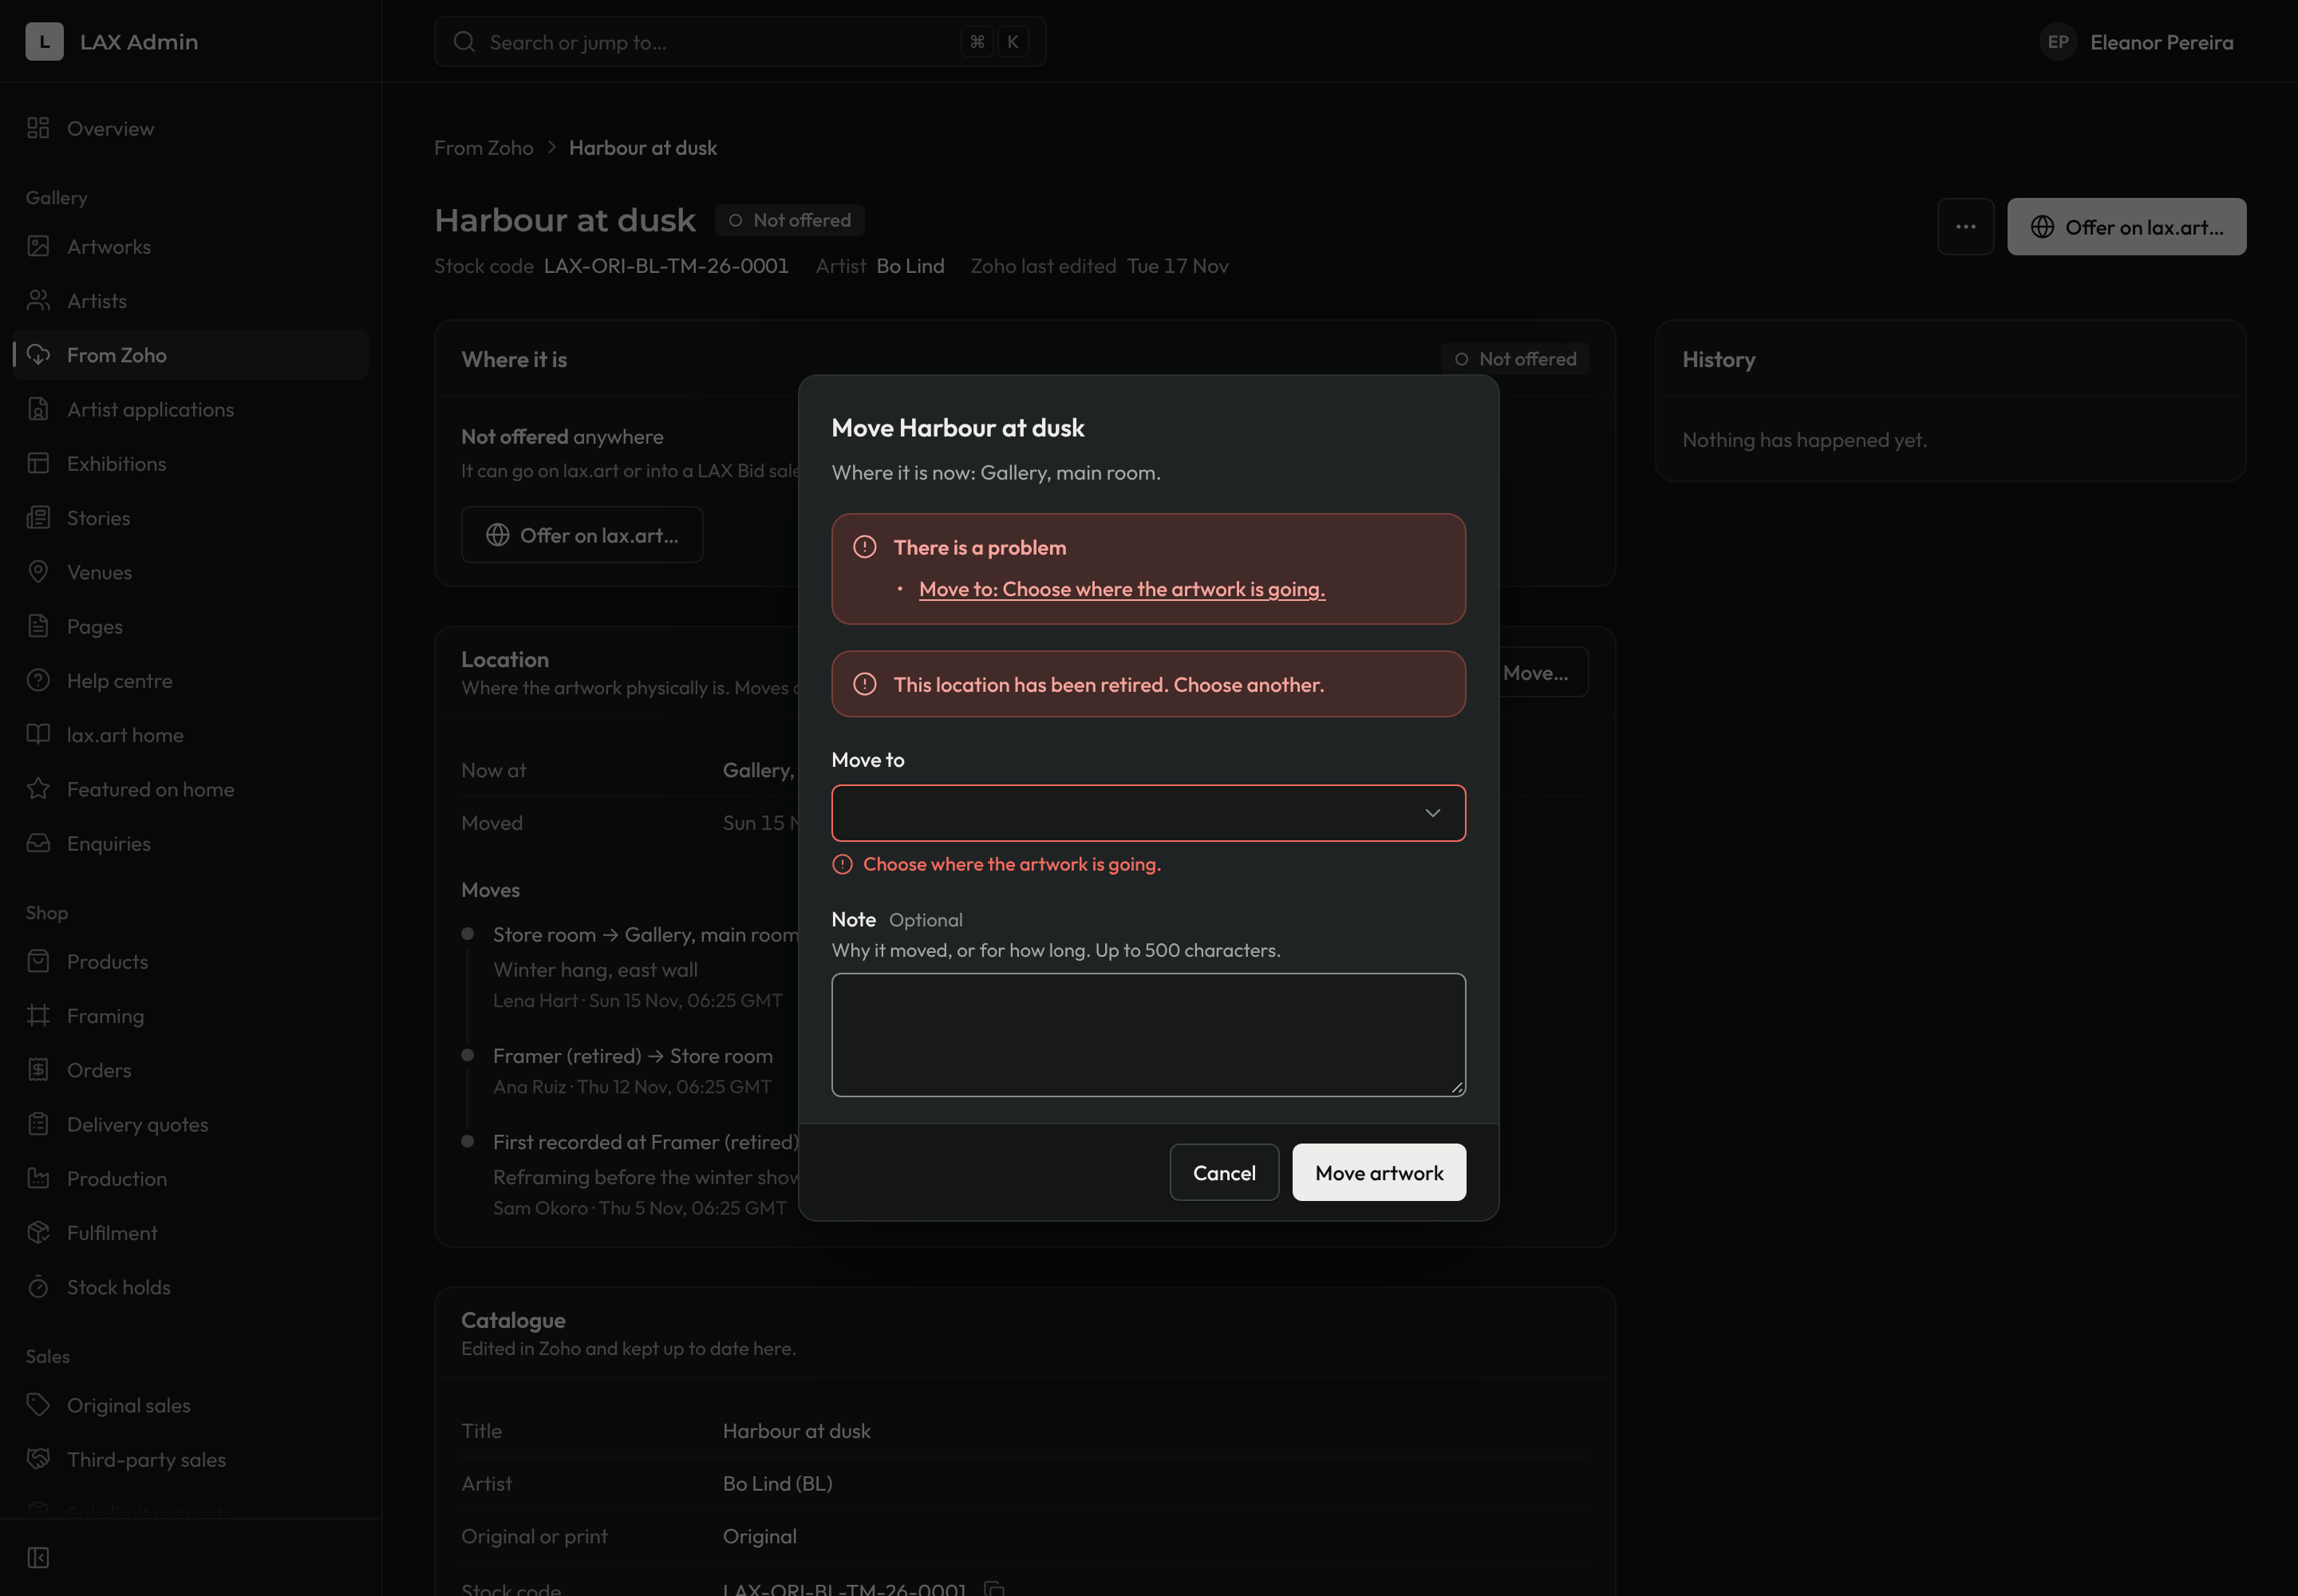 L LAX Admin
Search or jump to...
⌘ K
EP Eleanor Pereira
Overview
Gallery
Artworks
Artists
From Zoho
Artist applications
Exhibitions
Stories
Venues
Pages
Help centre
lax.art home
Featured on home
Enquiries
Shop
Products
Framing
Orders
Delivery quotes
Production
Fulfilment
Stock holds
Sales
Original sales
Third-party sales
From Zoho > Harbour at dusk
Harbour at dusk Not offered
Stock code LAX-ORI-BL-TM-26-0001 Artist Bo Lind Zoho last edited Tue 17 Nov
Offer on lax.art...
Where it is Not offered
Not offered anywhere
It can go on lax.art or into a LAX Bid sale
Offer on lax.art...
History
Nothing has happened yet.
Location
Where the artwork physically is. Moves
Move...
Now at Gallery,
Moved Sun 15
Moves
Store room → Gallery, main room
Winter hang, east wall
Lena Hart · Sun 15 Nov, 06:25 GMT
Framer (retired) → Store room
Ana Ruiz · Thu 12 Nov, 06:25 GMT
First recorded at Framer (retired)
Reframing before the winter show
Sam Okoro · Thu 5 Nov, 06:25 GMT
Move Harbour at dusk
Where it is now: Gallery, main room.
There is a problem
• Move to: Choose where the artwork is going.
This location has been retired. Choose another.
Move to
Choose where the artwork is going.
Note Optional
Why it moved, or for how long. Up to 500 characters.
Cancel
Move artwork
Catalogue
Edited in Zoho and kept up to date here.
Title Harbour at dusk
Artist Bo Lind (BL)
Original or print Original
Stock code LAX-ORI-BL-TM-26-0001